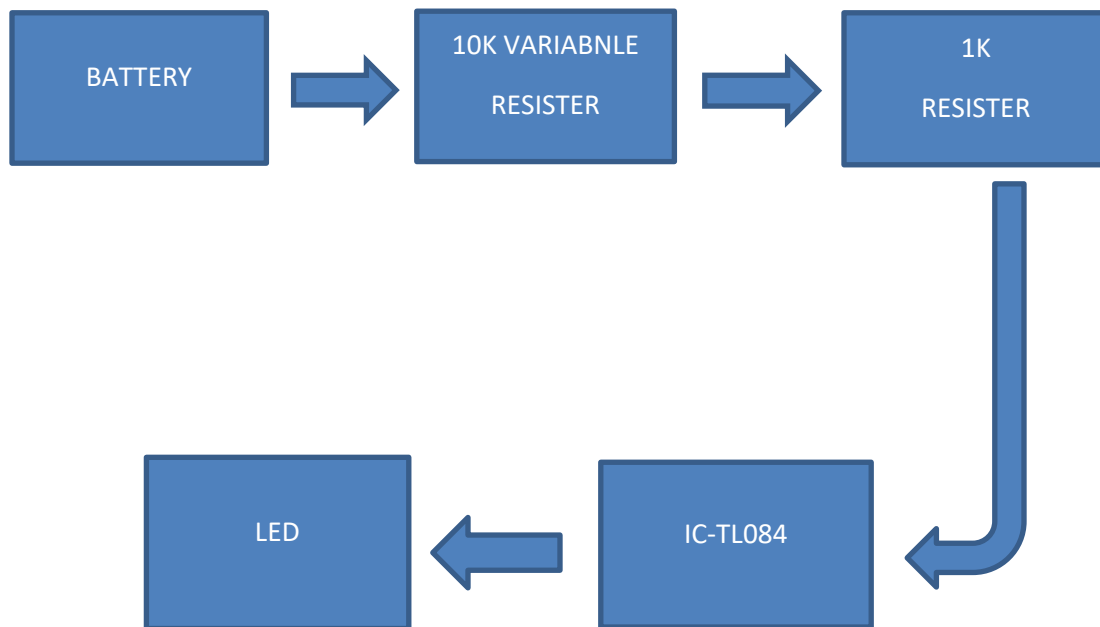 BATTERY
10K VARIABNLE
RESISTER
1K
RESISTER
LED
IC-TL084